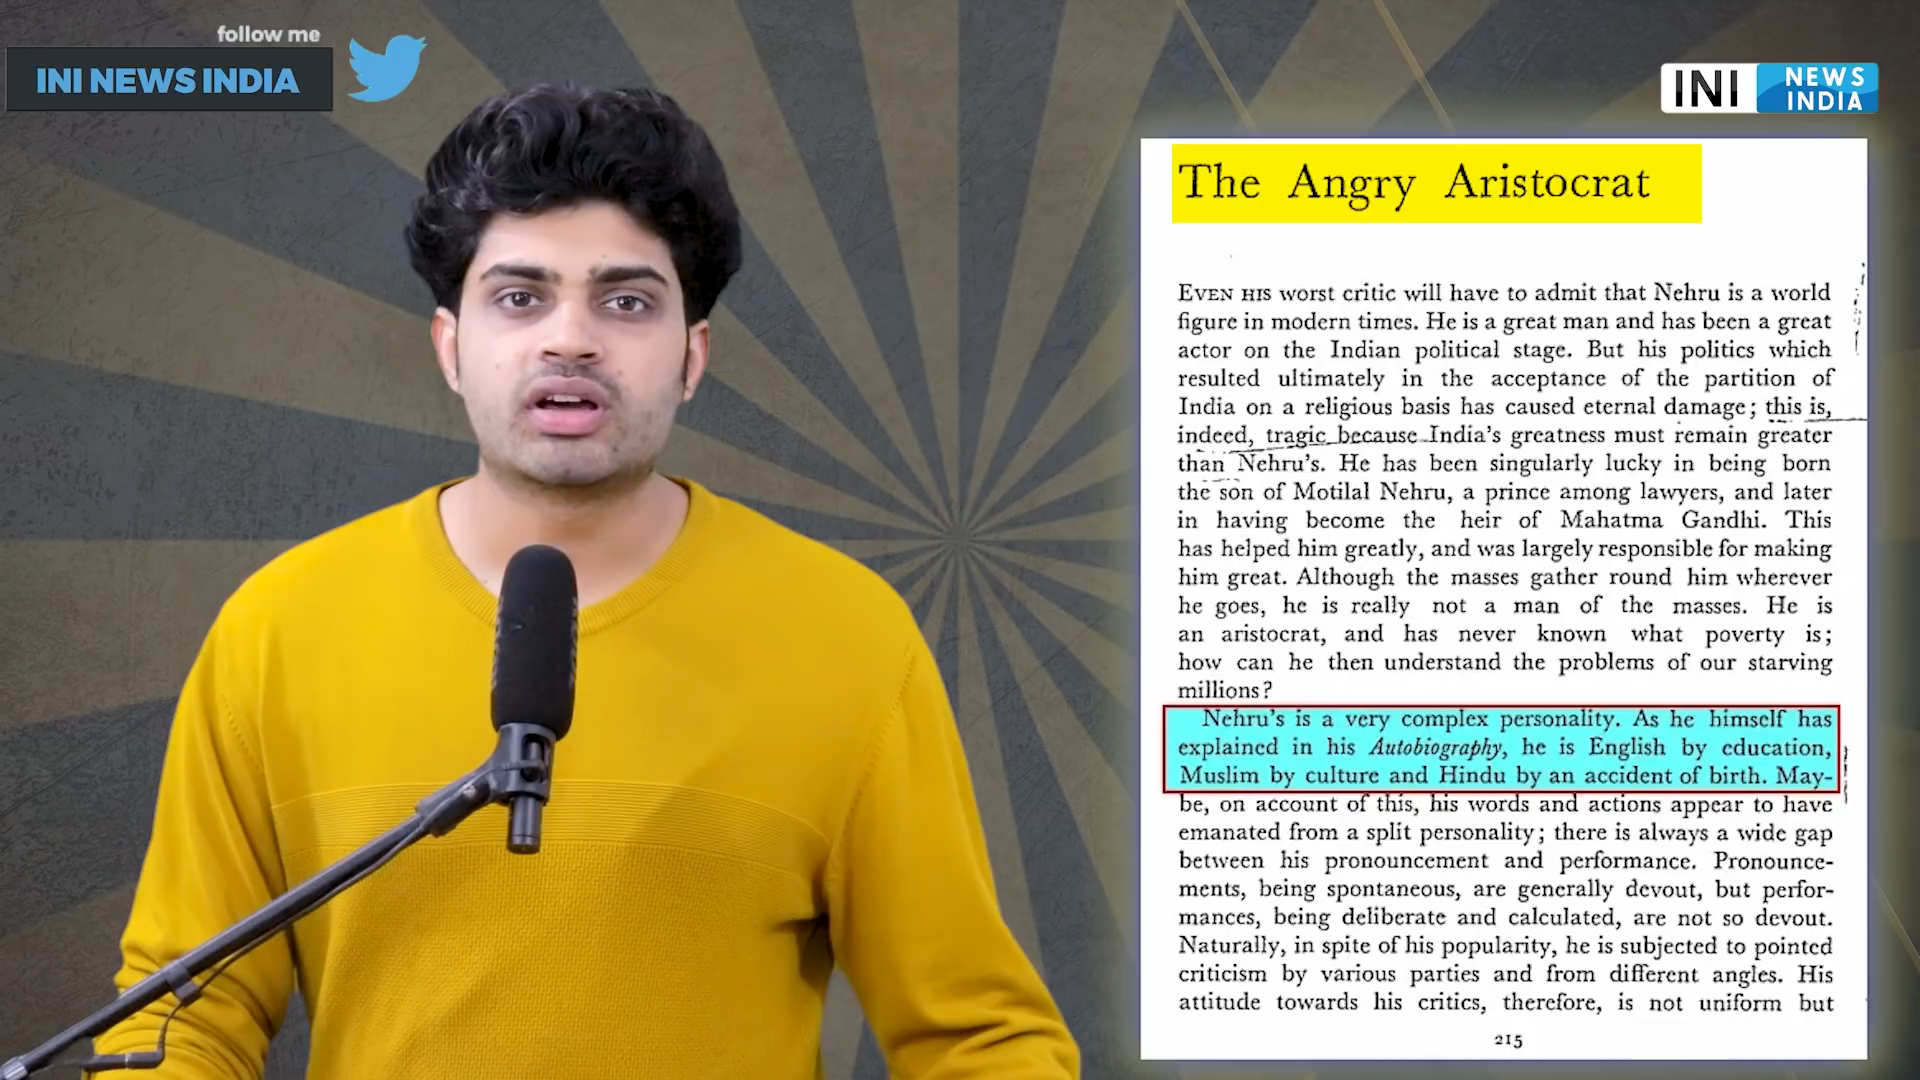 follow me
INI NEWS INDIA
INI NEWS INDIA
The Angry Aristocrat
EVEN HIS worst critic will have to admit that Nehru is a world
figure in modern times. He is a great man and has been a great
actor on the Indian political stage. But his politics which
resulted ultimately in the acceptance of the partition of
India on a religious basis has caused eternal damage; this is,
indeed, tragic because India's greatness must remain greater
than Nehru's. He has been singularly lucky in being born
the son of Motilal Nehru, a prince among lawyers, and later
in having become the heir of Mahatma Gandhi. This
has helped him greatly, and was largely responsible for making
him great. Although the masses gather round him wherever
he goes, he is really not a man of the masses. He is
an aristocrat, and has never known what poverty is;
how can he then understand the problems of our starving
millions?
Nehru's is a very complex personality. As he himself has
explained in his Autobiography, he is English by education,
Muslim by culture and Hindu by an accident of birth. May-
be, on account of this, his words and actions appear to have
emanated from a split personality; there is always a wide gap
between his pronouncement and performance. Pronounce-
ments, being spontaneous, are generally devout, but perfor-
mances, being deliberate and calculated, are not so devout.
Naturally, in spite of his popularity, he is subjected to pointed
criticism by various parties and from different angles. His
attitude towards his critics, therefore, is not uniform but
215